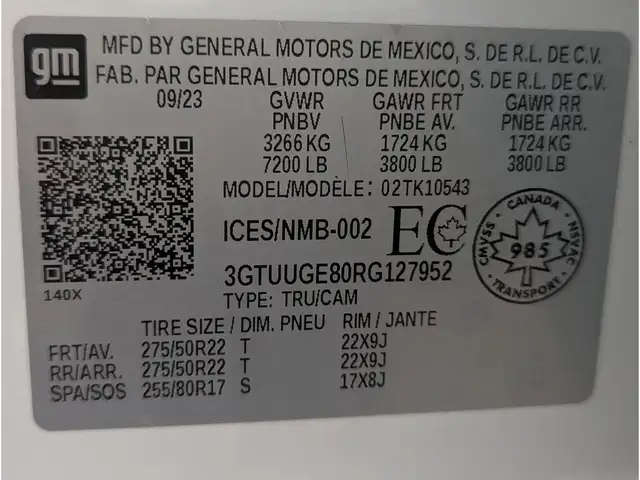 gm
MFD BY GENERAL MOTORS DE MEXICO, S. DE R.L. DE C.V.
FAB. PAR GENERAL MOTORS DE MEXICO, S. DE R.L. DE C.V.
09/23 GVWR GAWR FRT GAWR RR
PNBV PNBE AV. PNBE ARR.
3266 KG 1724 KG 1724 KG
7200 LB 3800 LB 3800 LB
MODEL/MODÈLE: 02TK10543
ICES/NMB-002 EC
CANADA
CMVSS 985 NSVAC
TRANSPORT
3GTUUGE80RG127952
140X
TYPE: TRU/CAM
TIRE SIZE / DIM. PNEU RIM / JANTE
FRT/AV. 275/50R22 T 22X9J
RR/ARR. 275/50R22 T 22X9J
SPA/SOS 255/80R17 S 17X8J